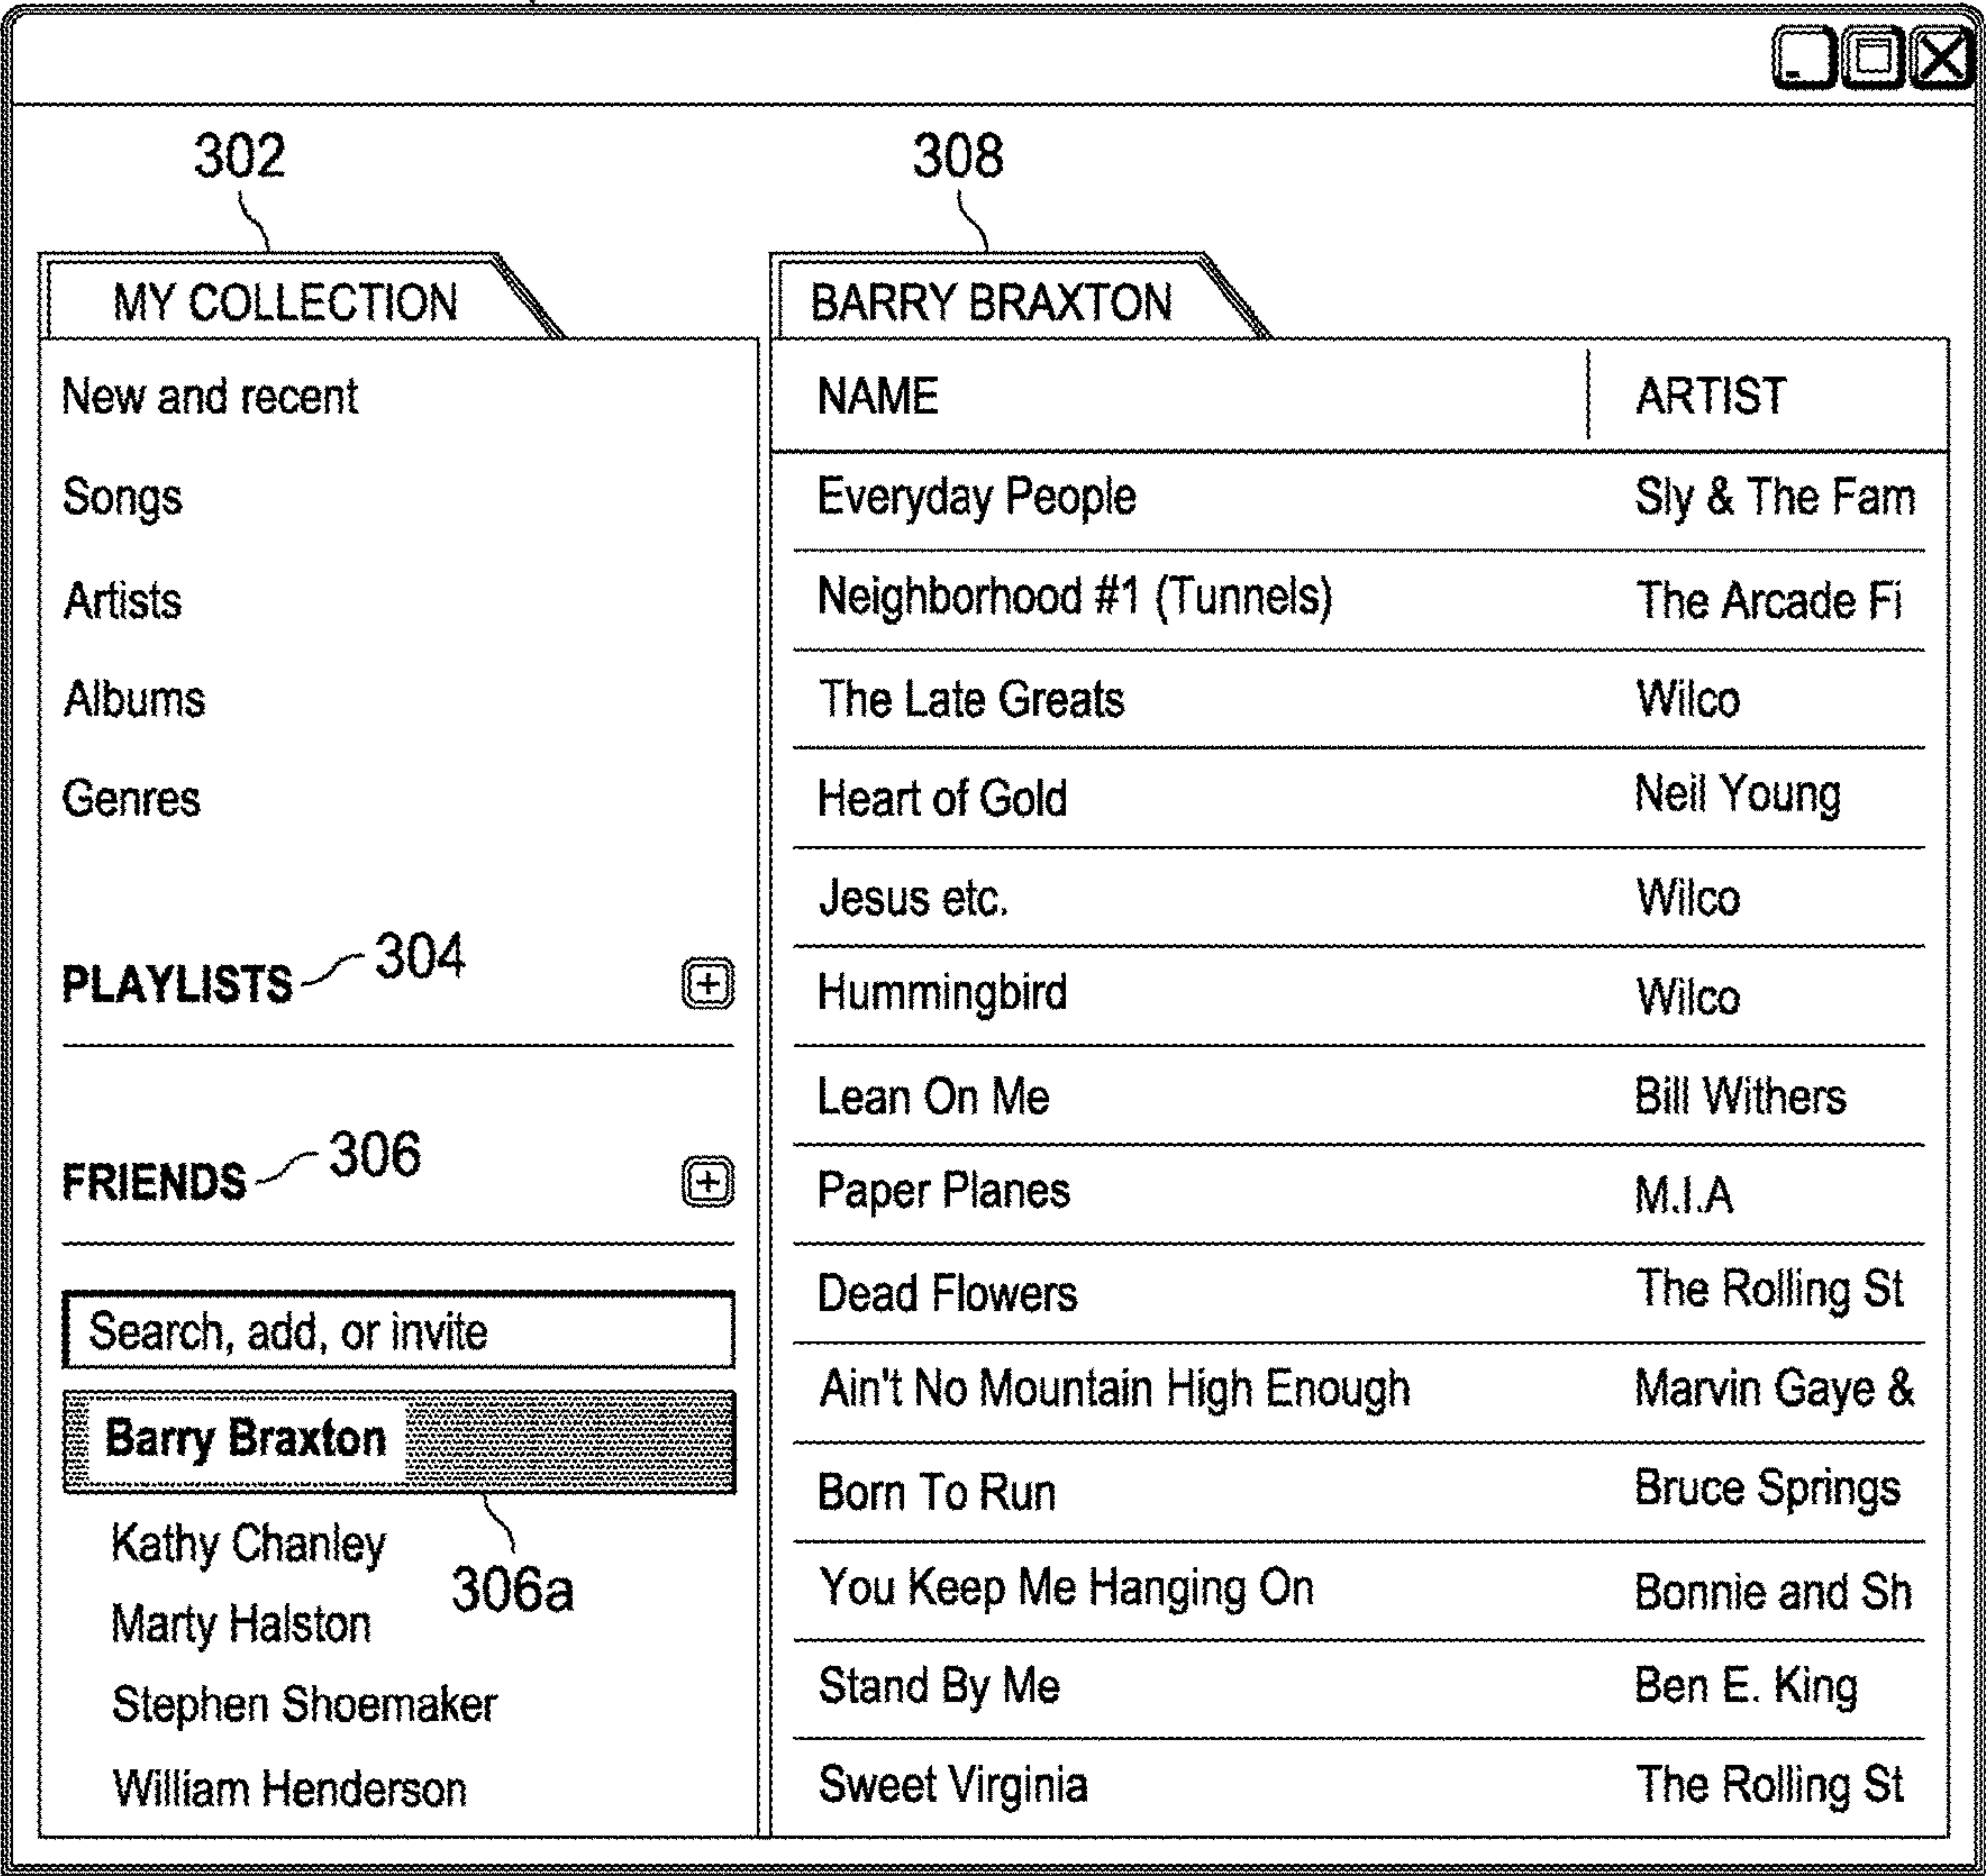 302
308
MY COLLECTION
BARRY BRAXTON
New and recent
Songs
Artists
Albums
Genres
PLAYLISTS 304
+
FRIENDS 306
+
Search, add, or invite
Barry Braxton
306a
Kathy Chanley
Marty Halston
Stephen Shoemaker
William Henderson
NAME ARTIST
Everyday People Sly & The Fam
Neighborhood #1 (Tunnels) The Arcade Fi
The Late Greats Wilco
Heart of Gold Neil Young
Jesus etc. Wilco
Hummingbird Wilco
Lean On Me Bill Withers
Paper Planes M.I.A
Dead Flowers The Rolling St
Ain't No Mountain High Enough Marvin Gaye &
Born To Run Bruce Springs
You Keep Me Hanging On Bonnie and Sh
Stand By Me Ben E. King
Sweet Virginia The Rolling St